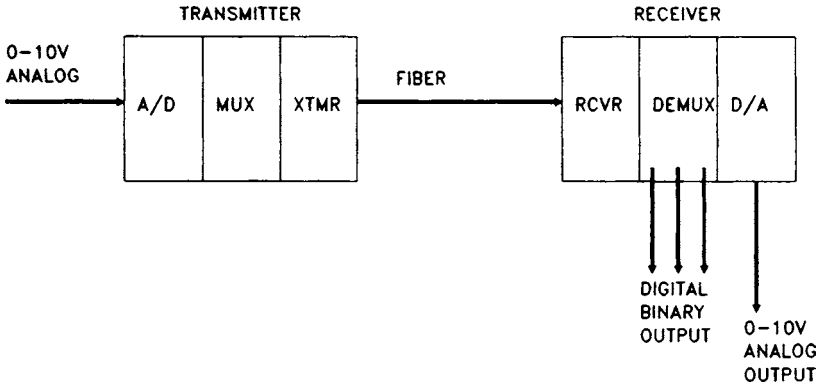 TRANSMITTER
RECEIVER
0-10V
ANALOG
A/D
MUX
XTMR
FIBER
RCVR
DEMUX
D/A
DIGITAL
BINARY
OUTPUT
0-10V
ANALOG
OUTPUT